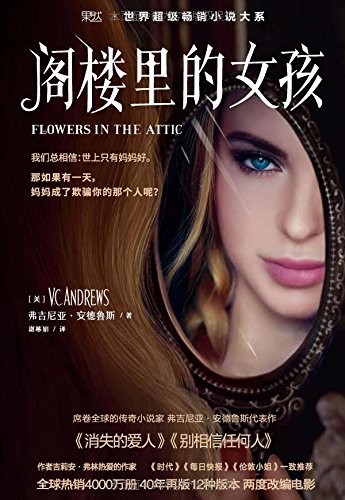 世界超级畅销小说大系
阁楼里的女孩
FLOWERS IN THE ATTIC
我们总相信：世上只有妈妈好。
那如果有一天，
妈妈成了欺骗你的那个人呢？
［美］V.C.ANDREWS
弗吉尼亚·安德鲁斯 著
谢希娟 译
席卷全球的传奇小说家 弗吉尼亚·安德鲁斯代表作
《消失的爱人》《别相信任何人》
作者吉莉安·弗林热爱的作家 《时代》《每日快报》《伦敦小姐》一致推荐
全球热销4000万册 40年再版12种版本 两度改编电影